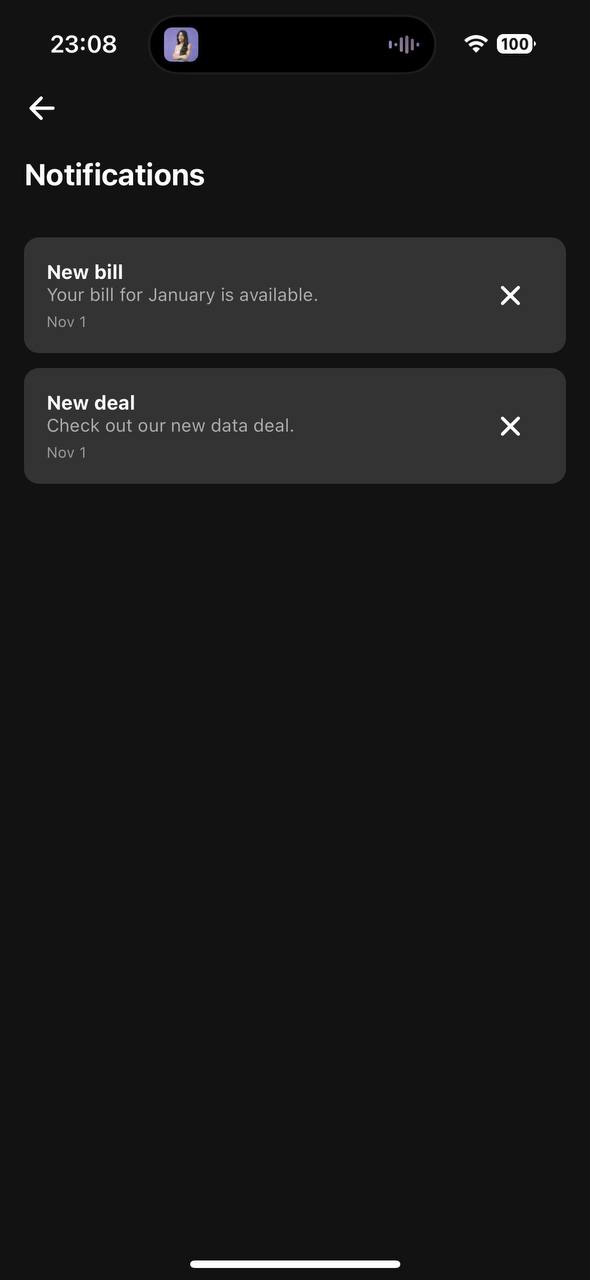 23:08
100
Notifications
New bill
Your bill for January is available.
Nov 1
New deal
Check out our new data deal.
Nov 1